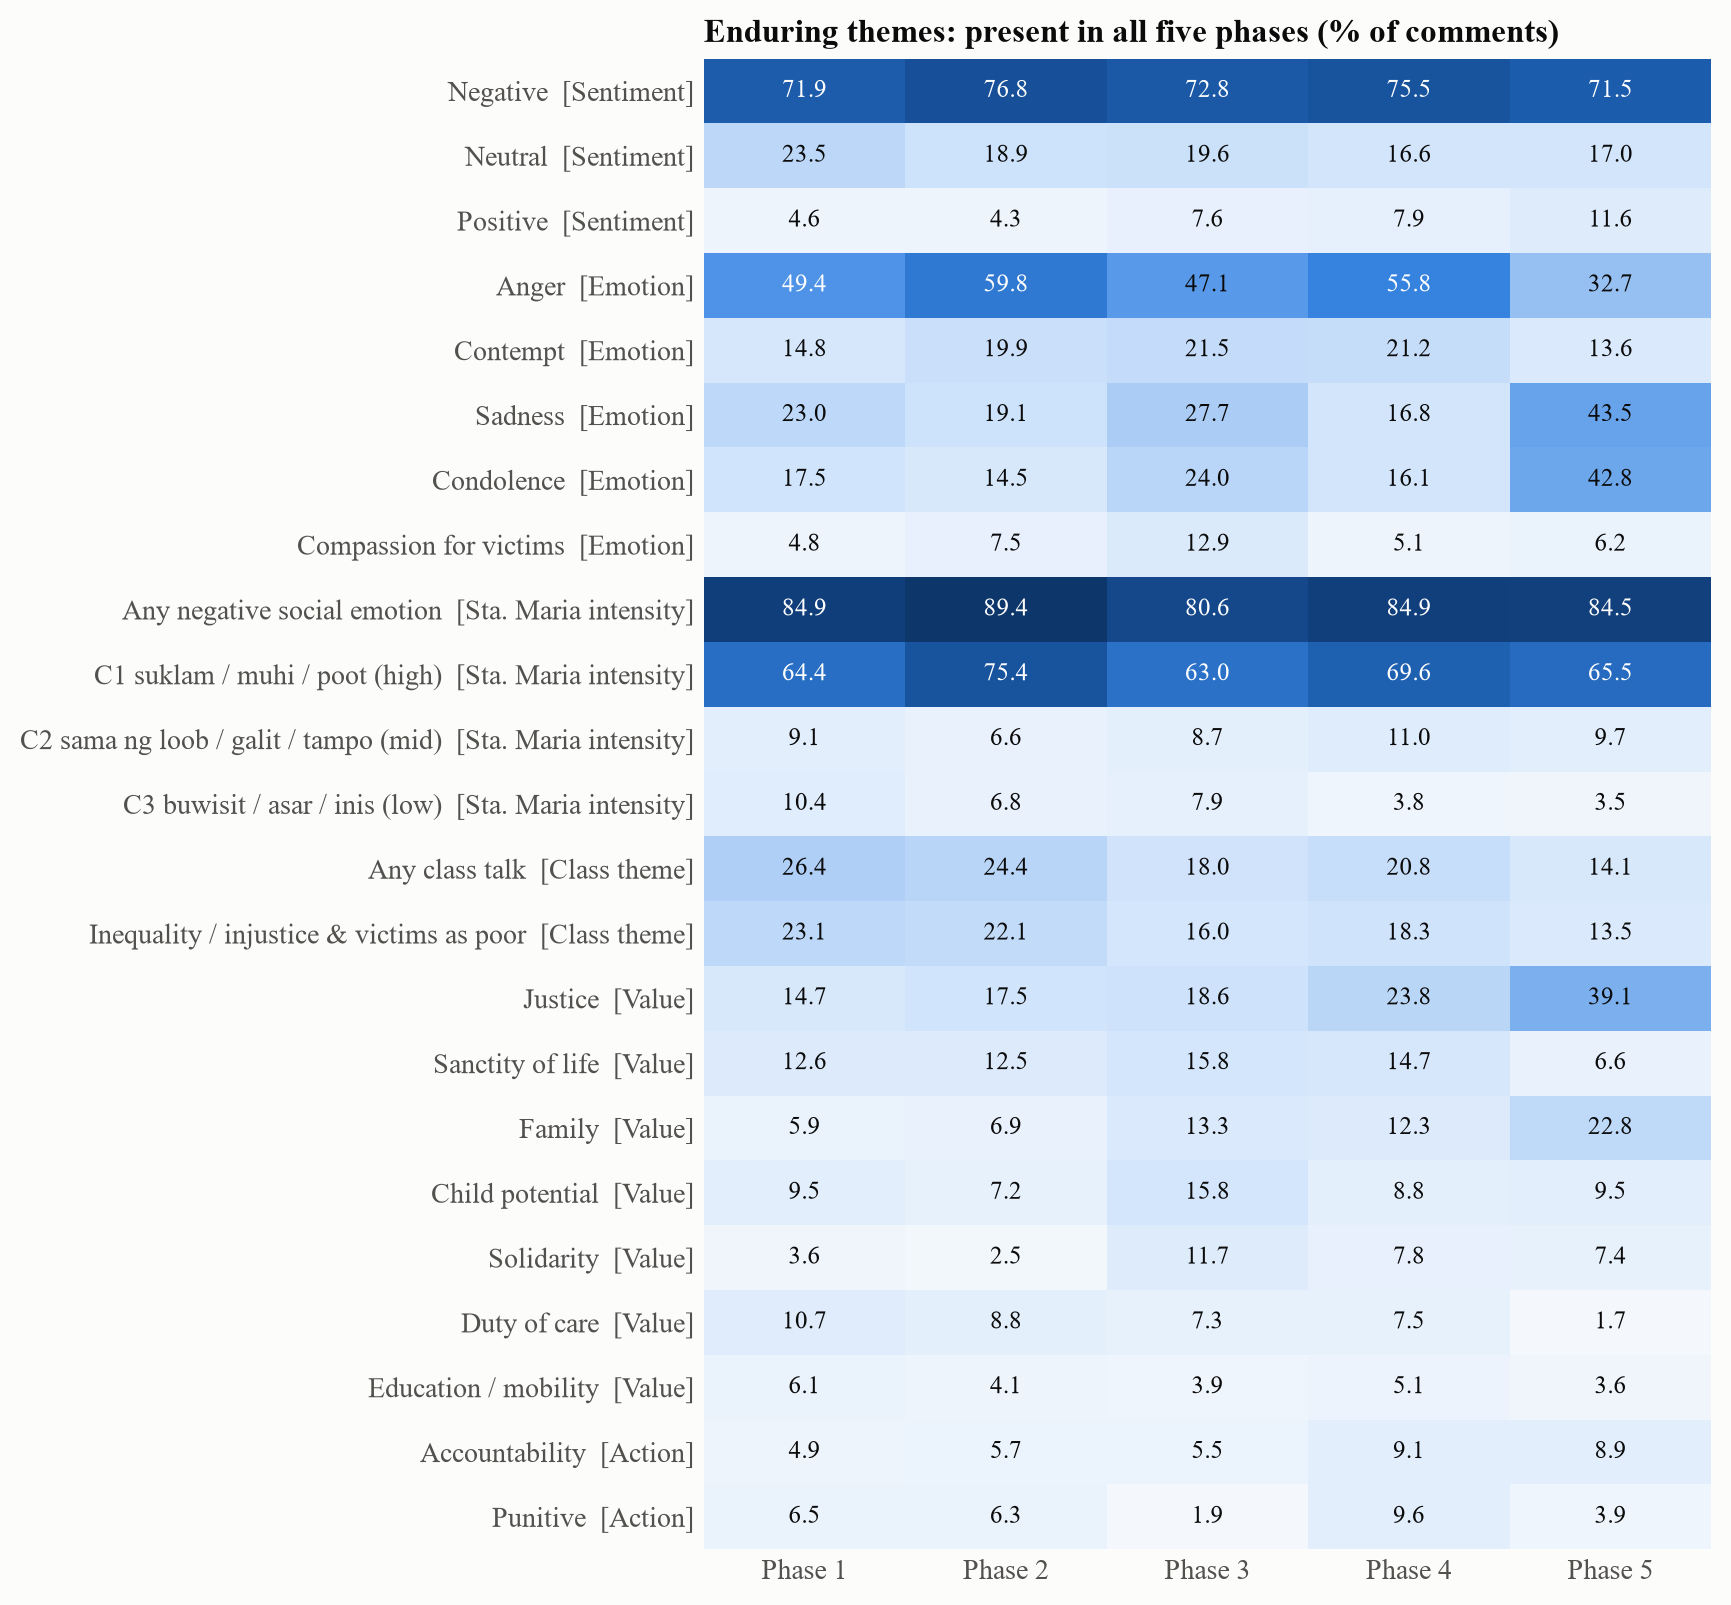 Enduring themes: present in all five phases (% of comments)
Negative [Sentiment] 71.9 76.8 72.8 75.5 71.5
Neutral [Sentiment] 23.5 18.9 19.6 16.6 17.0
Positive [Sentiment] 4.6 4.3 7.6 7.9 11.6
Anger [Emotion] 49.4 59.8 47.1 55.8 32.7
Contempt [Emotion] 14.8 19.9 21.5 21.2 13.6
Sadness [Emotion] 23.0 19.1 27.7 16.8 43.5
Condolence [Emotion] 17.5 14.5 24.0 16.1 42.8
Compassion for victims [Emotion] 4.8 7.5 12.9 5.1 6.2
Any negative social emotion [Sta. Maria intensity] 84.9 89.4 80.6 84.9 84.5
C1 suklam / muhi / poot (high) [Sta. Maria intensity] 64.4 75.4 63.0 69.6 65.5
C2 sama ng loob / galit / tampo (mid) [Sta. Maria intensity] 9.1 6.6 8.7 11.0 9.7
C3 buwisit / asar / inis (low) [Sta. Maria intensity] 10.4 6.8 7.9 3.8 3.5
Any class talk [Class theme] 26.4 24.4 18.0 20.8 14.1
Inequality / injustice & victims as poor [Class theme] 23.1 22.1 16.0 18.3 13.5
Justice [Value] 14.7 17.5 18.6 23.8 39.1
Sanctity of life [Value] 12.6 12.5 15.8 14.7 6.6
Family [Value] 5.9 6.9 13.3 12.3 22.8
Child potential [Value] 9.5 7.2 15.8 8.8 9.5
Solidarity [Value] 3.6 2.5 11.7 7.8 7.4
Duty of care [Value] 10.7 8.8 7.3 7.5 1.7
Education / mobility [Value] 6.1 4.1 3.9 5.1 3.6
Accountability [Action] 4.9 5.7 5.5 9.1 8.9
Punitive [Action] 6.5 6.3 1.9 9.6 3.9
Phase 1 Phase 2 Phase 3 Phase 4 Phase 5